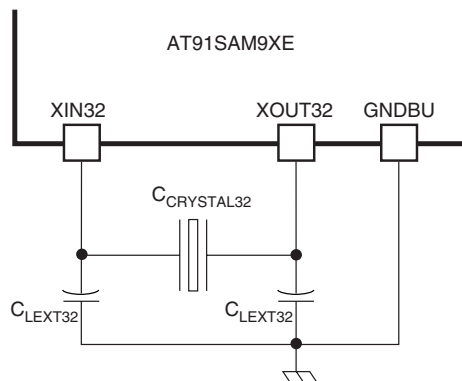 AT91SAM9XE
XIN32 XOUT32 GNDBU
CCRYSTAL32
CLEXT32 CLEXT32